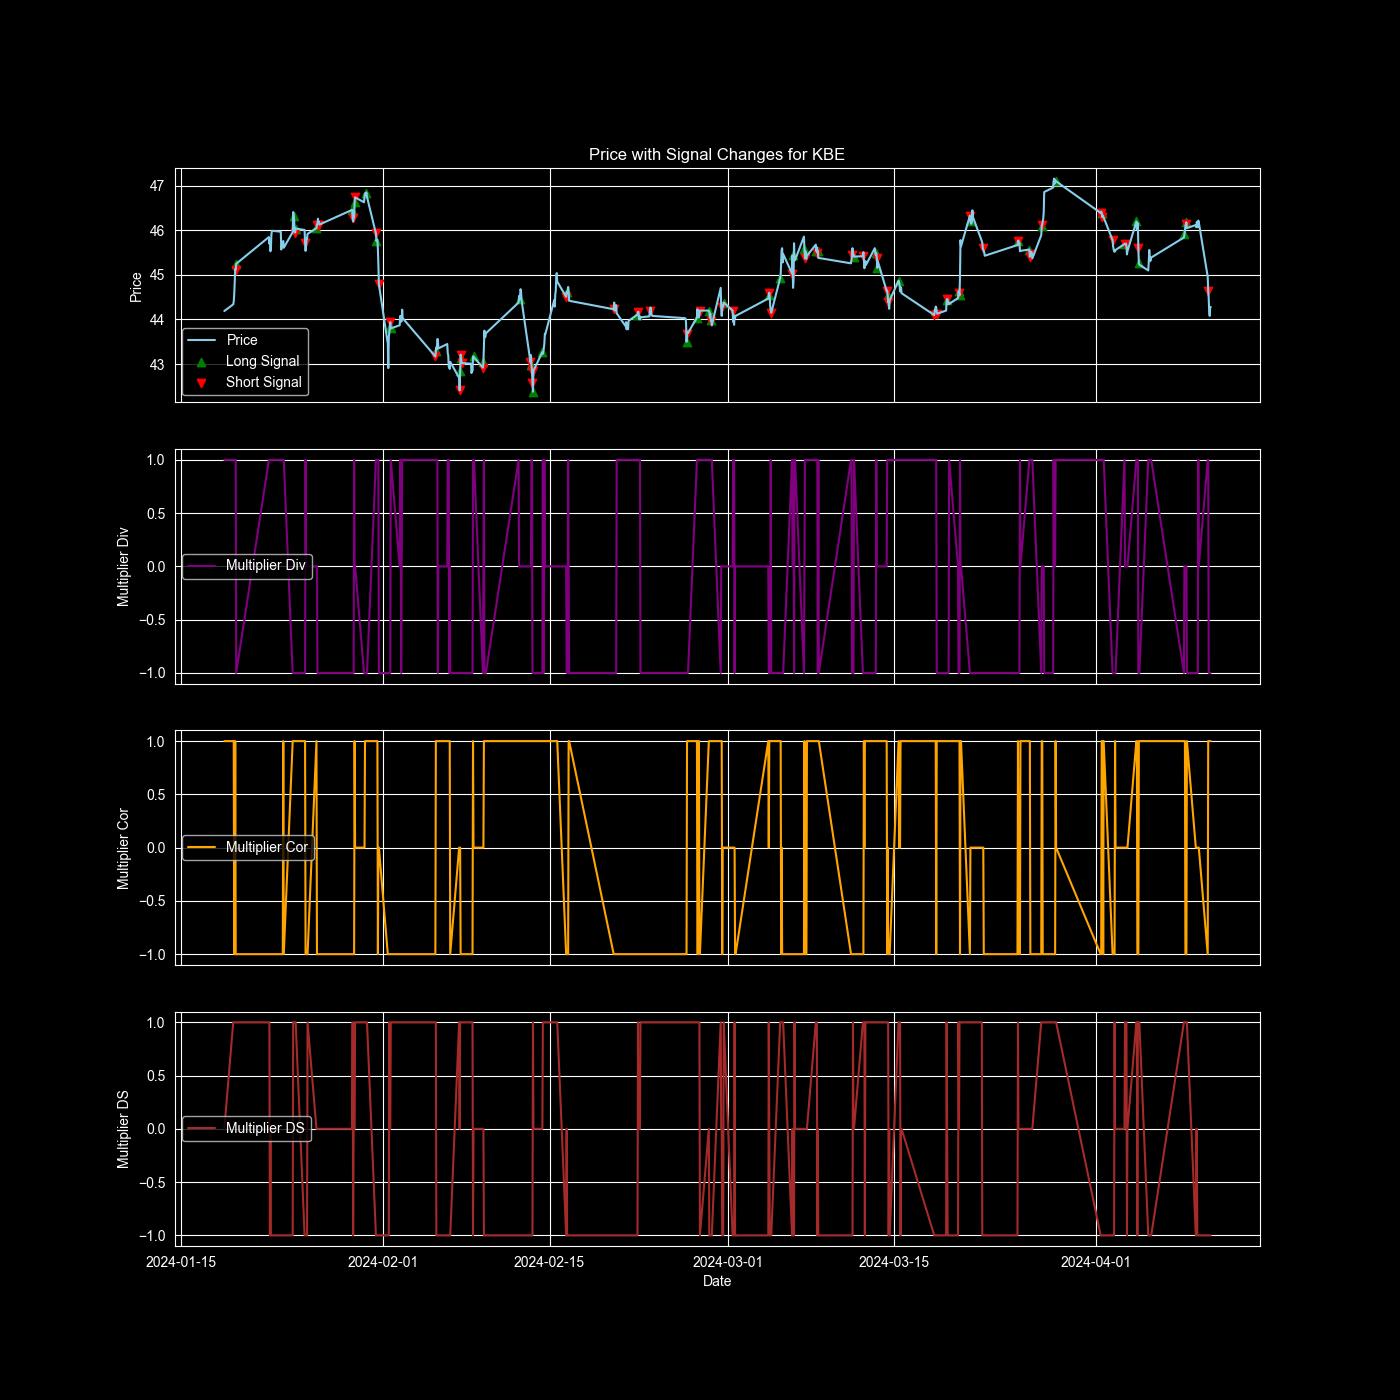 Price with Signal Changes for KBE
47
46
45
44
43
Price
Price
Long Signal
Short Signal
1.0
0.5
0.0
−0.5
−1.0
Multiplier Div
Multiplier Div
1.0
0.5
0.0
−0.5
−1.0
Multiplier Cor
Multiplier Cor
1.0
0.5
0.0
−0.5
−1.0
Multiplier DS
Multiplier DS
2024-01-15 2024-02-01 2024-02-15 2024-03-01 2024-03-15 2024-04-01
Date